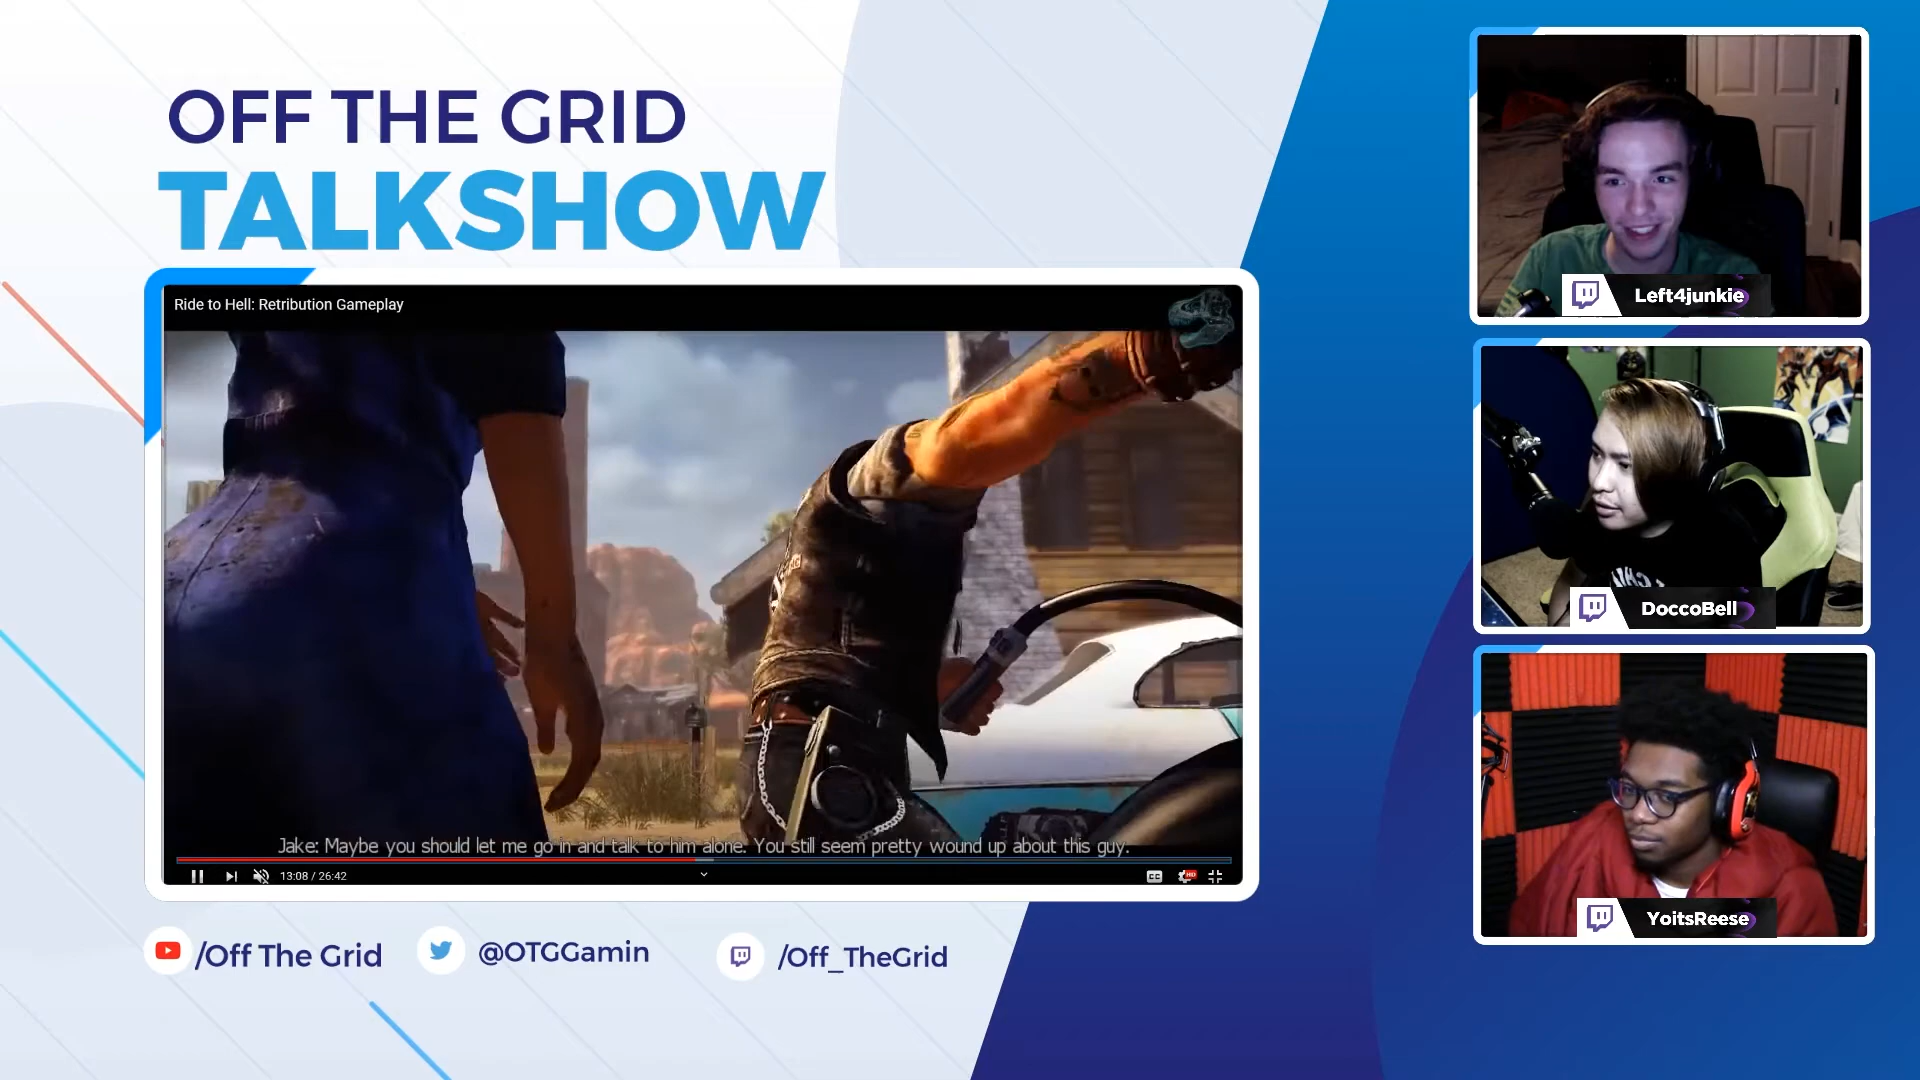 OFF THE GRID
TALKSHOW
Ride to Hell: Retribution Gameplay
Jake: Maybe you should let me go in and talk to him alone. You still seem pretty wound up about this guy.
13:08 / 26:42
CC
HD
/Off The Grid
@OTGGamin
/Off_TheGrid
Left4junkie
DoccoBell
YoitsReese